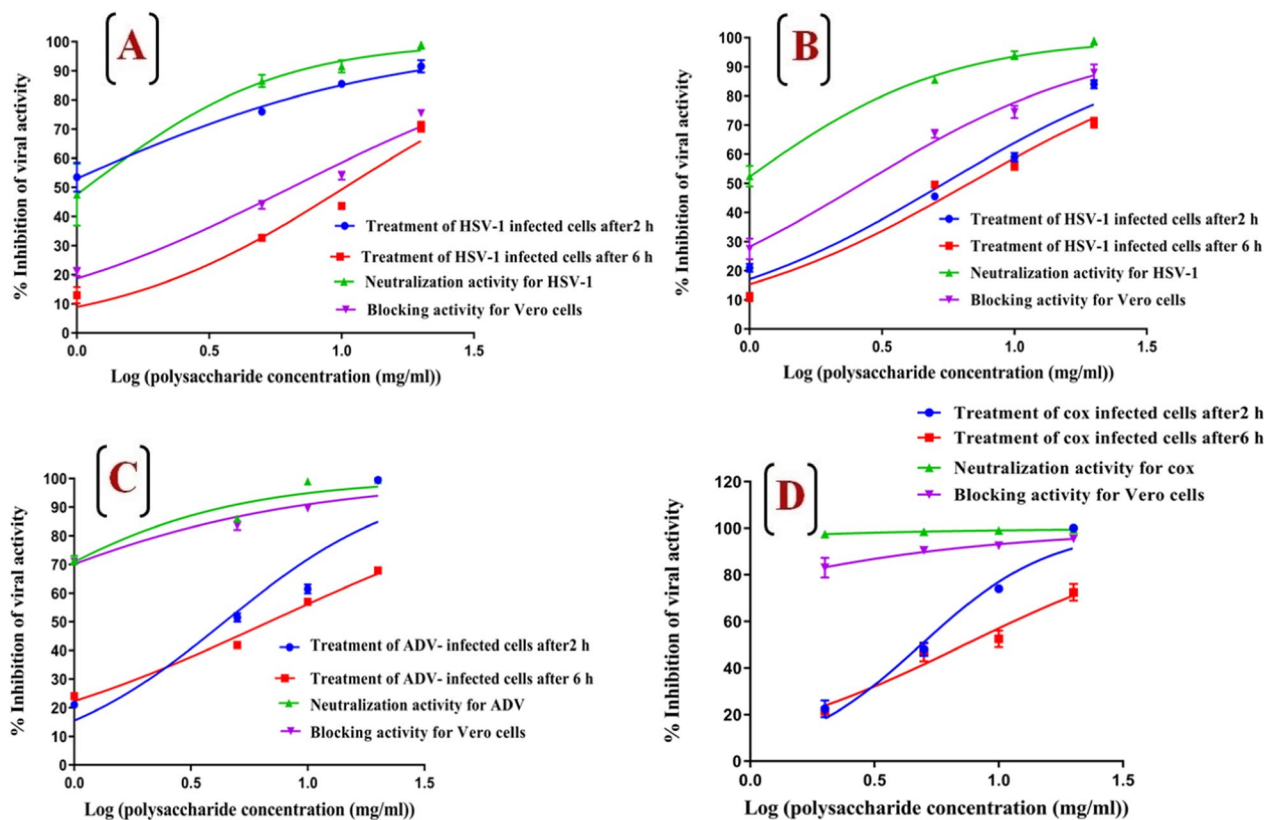 A
% Inhibition of viral activity
100
90
80
70
60
50
40
30
20
10
0
0.0 0.5 1.0 1.5
Log (polysaccharide concentration (mg/ml))
Treatment of HSV-1 infected cells after2 h
Treatment of HSV-1 infected cells after 6 h
Neutralization activity for HSV-1
Blocking activity for Vero cells
B
% Inhibition of viral activity
100
90
80
70
60
50
40
30
20
10
0
0.0 0.5 1.0 1.5
Log (polysaccharide concentration (mg/ml))
Treatment of HSV-1 infected cells after2 h
Treatment of HSV-1 infected cells after 6 h
Neutralization activity for HSV-1
Blocking activity for Vero cells
C
% Inhibition of viral activity
100
90
80
70
60
50
40
30
20
10
0
0.0 0.5 1.0 1.5
Log (polysaccharide concentration (mg/ml))
Treatment of ADV- infected cells after2 h
Treatment of ADV- infected cells after 6 h
Neutralization activity for ADV
Blocking activity for Vero cells
Treatment of cox infected cells after2 h
Treatment of cox infected cells after6 h
Neutralization activity for cox
Blocking activity for Vero cells
D
% Inhibition of viral activity
120
100
80
60
40
20
0
0.0 0.5 1.0 1.5
Log (polysaccharide concentration (mg/ml))